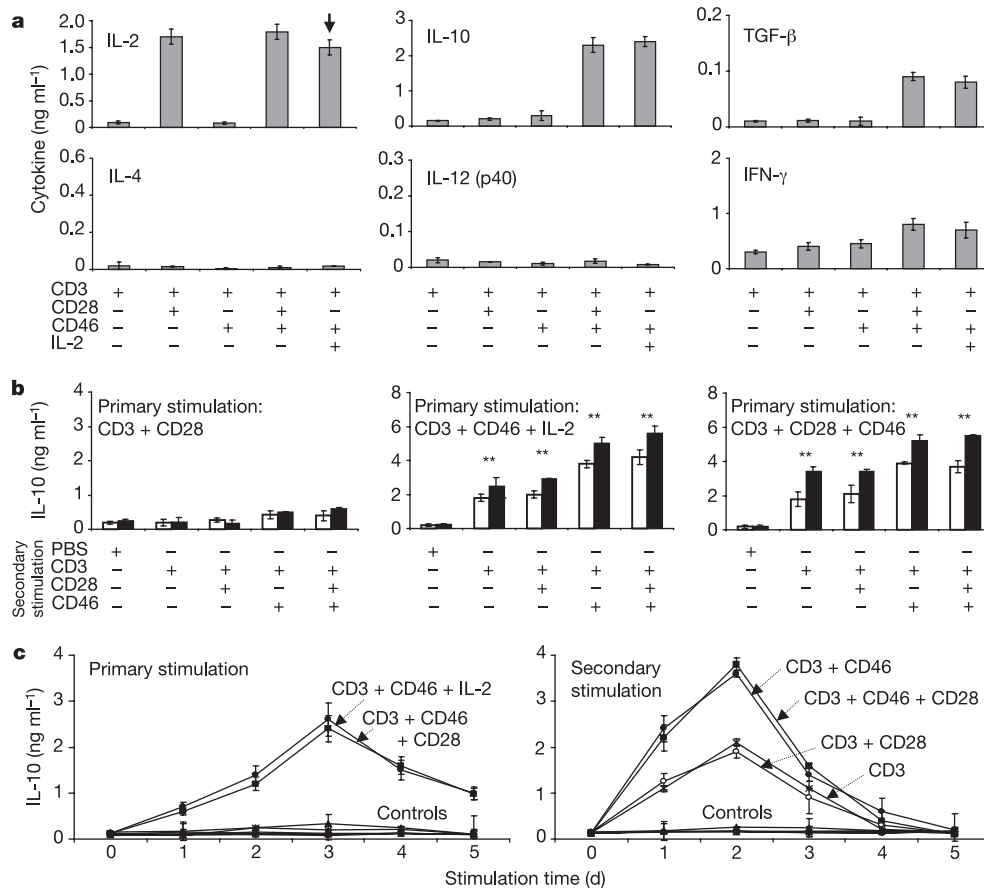 a
Cytokine (ng ml⁻¹)
IL-2
2.0
1.5
1.0
0.5
0
IL-10
4
3
2
1
0
TGF-β
0.2
0.1
0
IL-4
0.6
0.4
0.2
0
IL-12 (p40)
0.3
0.2
0.1
0
IFN-γ
2
1
0
CD3 + + + + + + + + + + + + + + +
CD28 – + – + – – + – + – – + – + –
CD46 – – + + + – – + + + – – + + +
IL-2 – – – – + – – – – + – – – – +
b
IL-10 (ng ml⁻¹)
4
3
2
1
0
Primary stimulation:
CD3 + CD28
8
6
4
2
0
Primary stimulation:
CD3 + CD46 + IL-2
** ** ** **
8
6
4
2
0
Primary stimulation:
CD3 + CD28 + CD46
** ** ** **
Secondary
stimulation
PBS + – – – – + – – – – + – – – –
CD3 – + + + + – + + + + – + + + +
CD28 – – + – + – – + – + – – + – +
CD46 – – – + + – – – + + – – – + +
c
IL-10 (ng ml⁻¹)
4
3
2
1
0
Primary stimulation
CD3 + CD46 + IL-2
CD3 + CD46
+ CD28
Controls
0 1 2 3 4 5
4
3
2
1
0
Secondary
stimulation
CD3 + CD46
CD3 + CD46 + CD28
CD3 + CD28
CD3
Controls
0 1 2 3 4 5
Stimulation time (d)